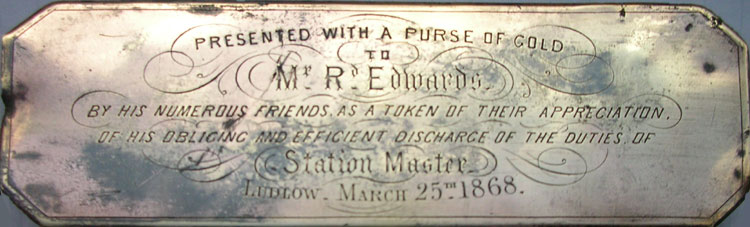 PRESENTED WITH A PURSE OF GOLD
TO
Mr. Rd. Edwards.
BY HIS NUMEROUS FRIENDS, AS A TOKEN OF THEIR APPRECIATION,
OF HIS OBLIGING AND EFFICIENT DISCHARGE OF THE DUTIES OF
Station Master.
LUDLOW. MARCH 25TH 1868.